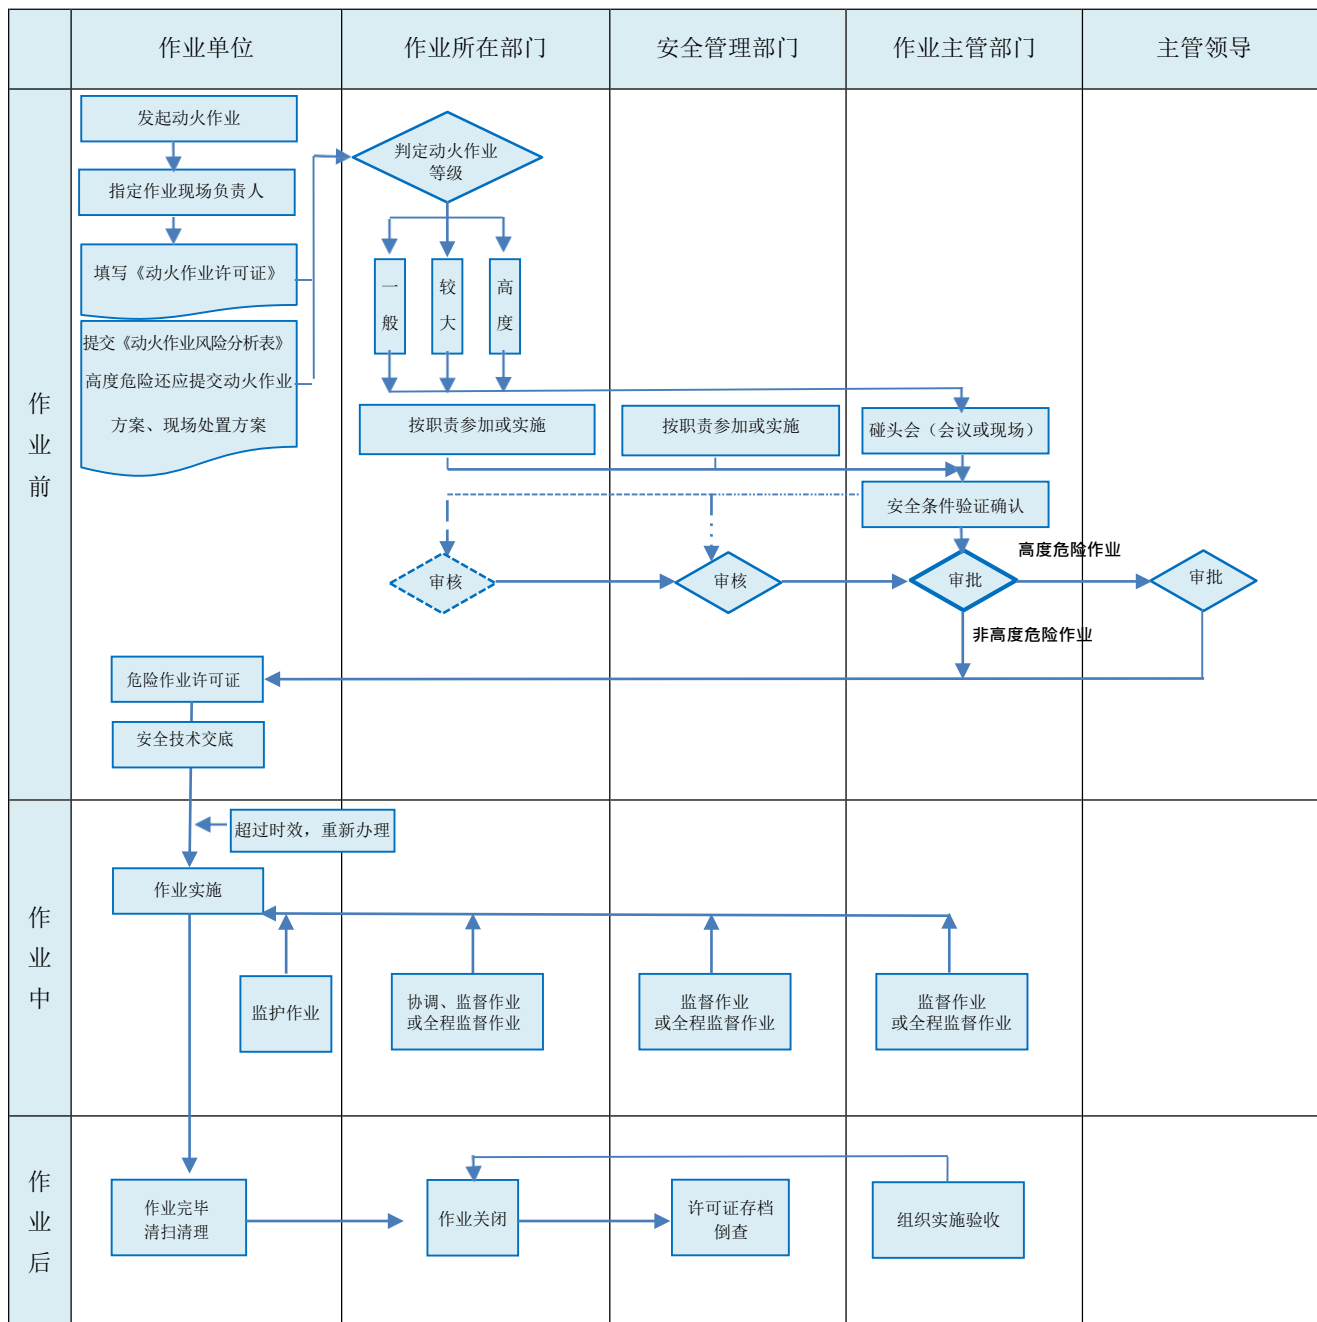 作业单位
作业所在部门
安全管理部门
作业主管部门
主管领导
作
业
前
发起动火作业
指定作业现场负责人
填写《动火作业许可证》
提交《动火作业风险分析表》
高度危险还应提交动火作业
方案、现场处置方案
判定动火作业
等级
一
般
较
大
高
度
按职责参加或实施
按职责参加或实施
碰头会（会议或现场）
安全条件验证确认
高度危险作业
审核
审核
审批
审批
非高度危险作业
危险作业许可证
安全技术交底
作
业
中
超过时效，重新办理
作业实施
监护作业
协调、监督作业
或全程监督作业
监督作业
或全程监督作业
监督作业
或全程监督作业
作
业
后
作业完毕
清扫清理
作业关闭
许可证存档
倒查
组织实施验收